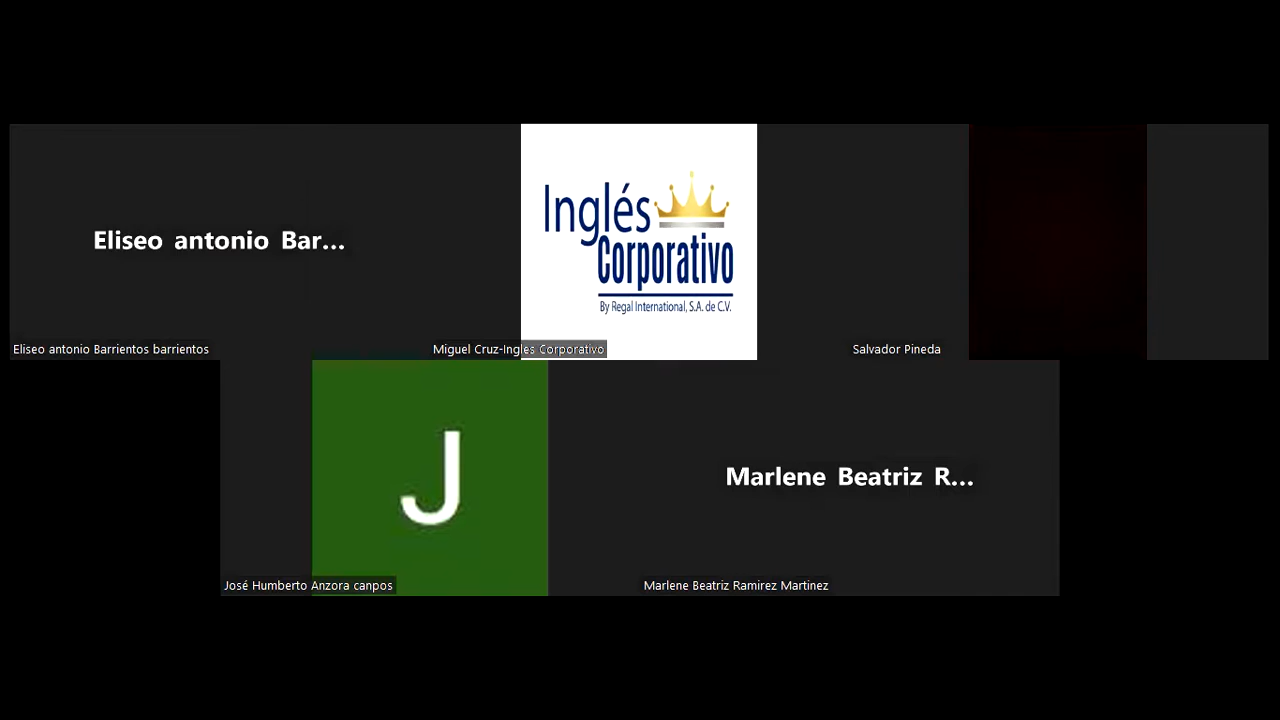 Eliseo antonio Bar...
Eliseo antonio Barrientos barrientos
Inglés
Corporativo
By Regal International, S.A. de C.V.
Miguel Cruz-Ingles Corporativo
Salvador Pineda
J
José Humberto Anzora canpos
Marlene Beatriz R...
Marlene Beatriz Ramirez Martinez